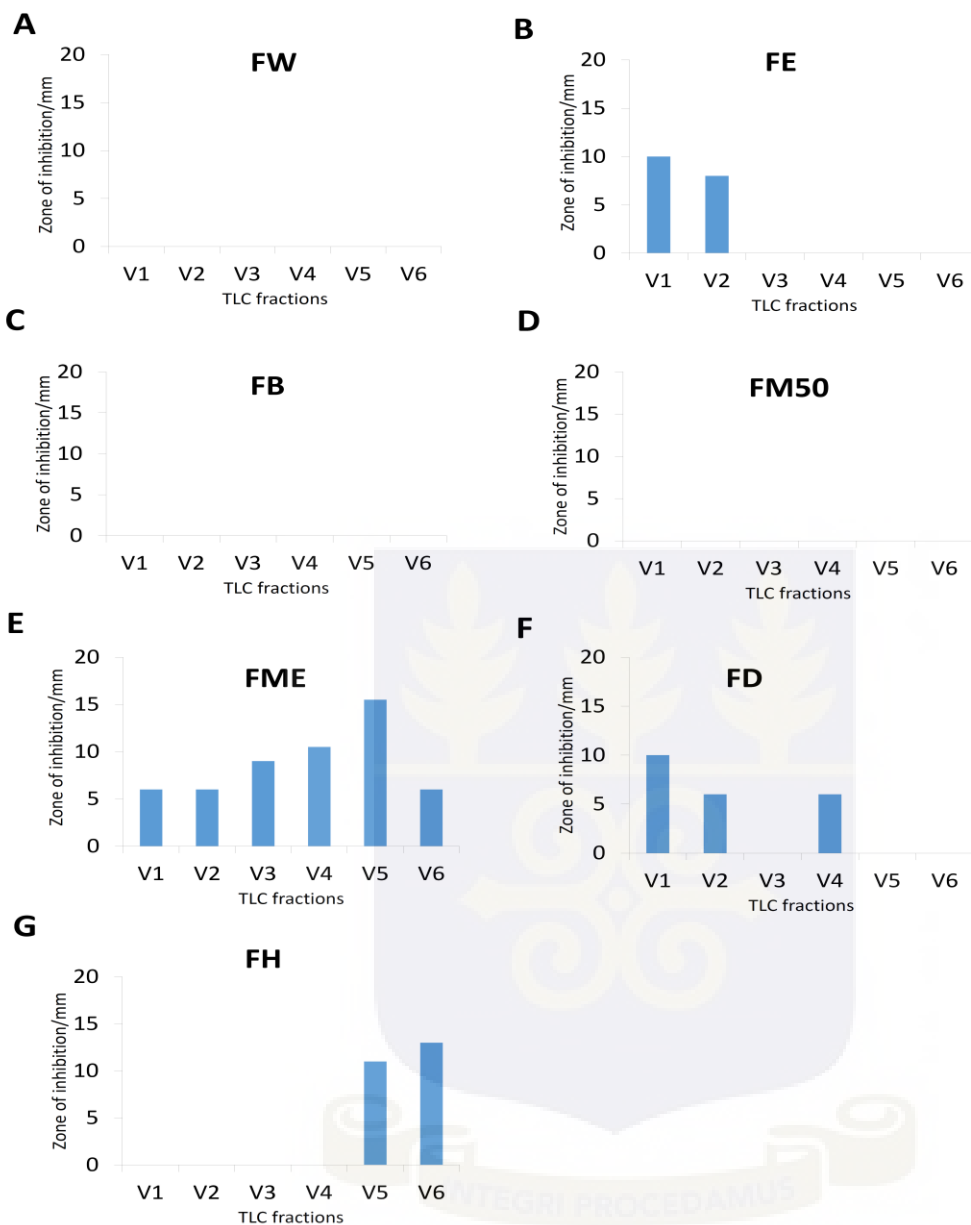 A
FW
Zone of inhibition/mm
20
15
10
5
0
V1 V2 V3 V4 V5 V6
TLC fractions
B
FE
Zone of inhibition/mm
20
15
10
5
0
V1 V2 V3 V4 V5 V6
TLC fractions
C
FB
Zone of inhibition/mm
20
15
10
5
0
V1 V2 V3 V4 V5 V6
TLC fractions
D
FM50
Zone of inhibition/mm
20
15
10
5
0
V1 V2 V3 V4 V5 V6
TLC fractions
E
FME
Zone of inhibition/mm
20
15
10
5
0
V1 V2 V3 V4 V5 V6
TLC fractions
F
FD
Zone of inhibition/mm
20
15
10
5
0
V1 V2 V3 V4 V5 V6
TLC fractions
G
FH
Zone of inhibition/mm
20
15
10
5
0
V1 V2 V3 V4 V5 V6
TLC fractions
INTEGRI PROCEDAMUS